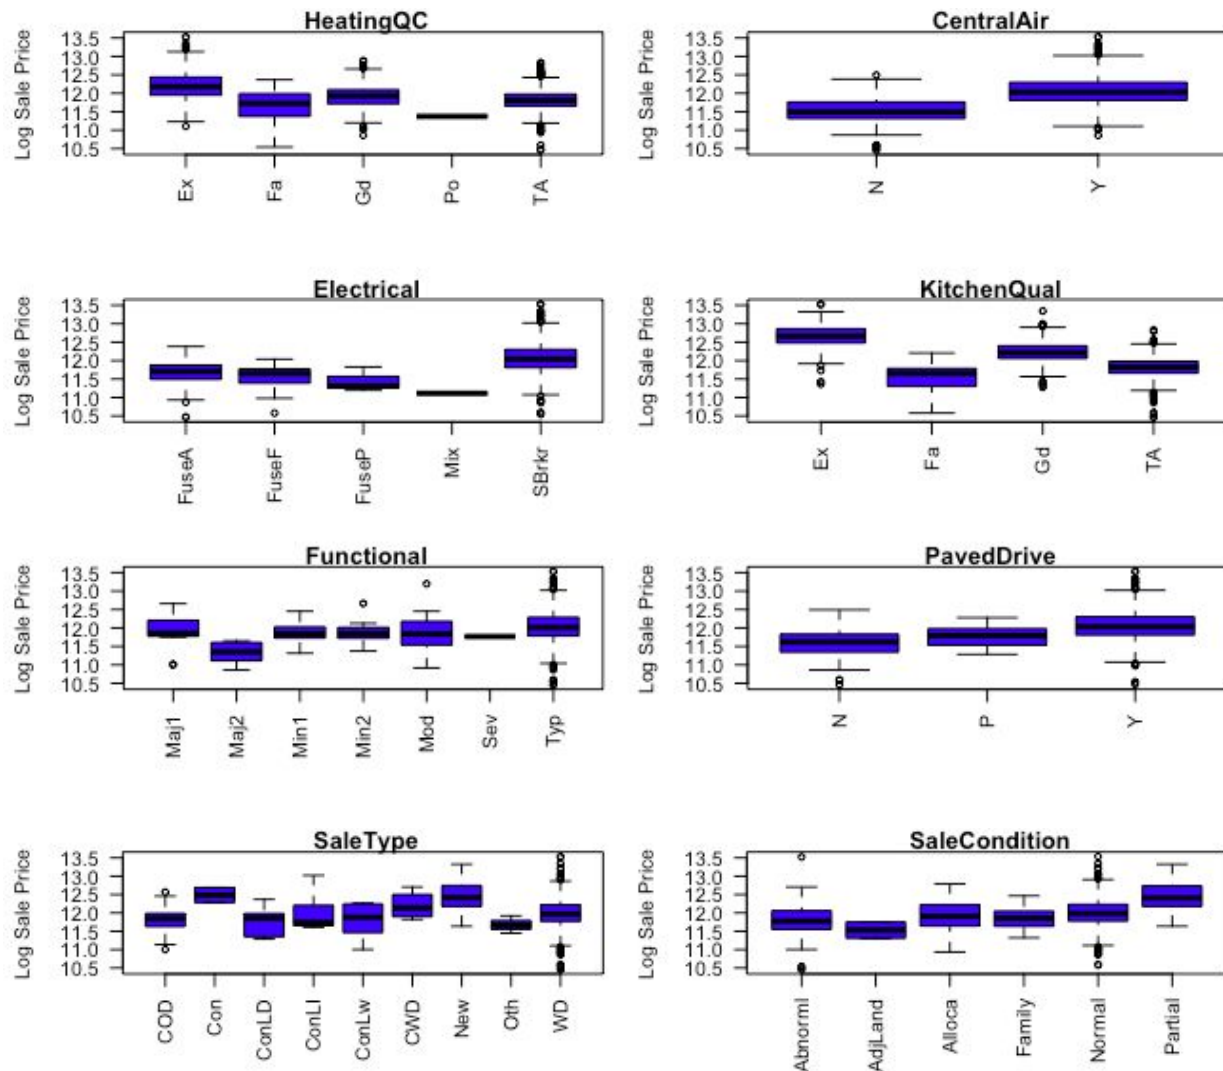 HeatingQC
Log Sale Price
13.5
13.0
12.5
12.0
11.5
11.0
10.5
Ex
Fa
Gd
Po
TA
CentralAir
Log Sale Price
13.5
13.0
12.5
12.0
11.5
11.0
10.5
N
Y
Electrical
Log Sale Price
13.5
13.0
12.5
12.0
11.5
11.0
10.5
FuseA
FuseF
FuseP
Mix
SBrkr
KitchenQual
Log Sale Price
13.5
13.0
12.5
12.0
11.5
11.0
10.5
Ex
Fa
Gd
TA
Functional
Log Sale Price
13.5
13.0
12.5
12.0
11.5
11.0
10.5
Maj1
Maj2
Min1
Min2
Mod
Sev
Typ
PavedDrive
Log Sale Price
13.5
13.0
12.5
12.0
11.5
11.0
10.5
N
P
Y
SaleType
Log Sale Price
13.5
13.0
12.5
12.0
11.5
11.0
10.5
COD
Con
ConLD
ConLI
ConLw
CWD
New
Oth
WD
SaleCondition
Log Sale Price
13.5
13.0
12.5
12.0
11.5
11.0
10.5
Abnorml
AdjLand
Alloca
Family
Normal
Partial